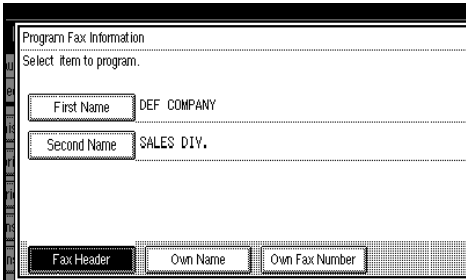 Program Fax Information
Select item to program.
First Name DEF COMPANY
Second Name SALES DIV.
Fax Header Own Name Own Fax Number